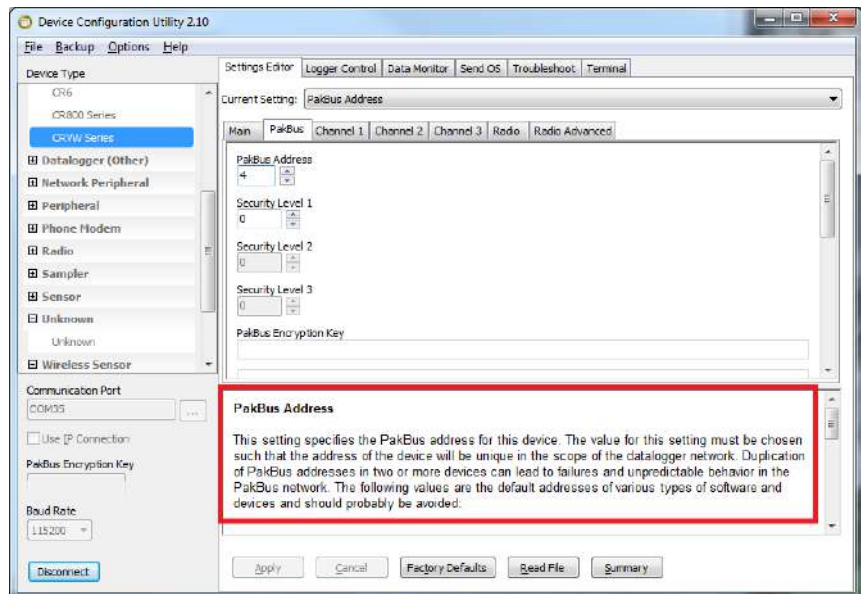 Device Configuration Utility 2.10
File Backup Options Help
Device Type
CR6
CR800 Series
CRVW Series
Datalogger (Other)
Network Peripheral
Peripheral
Phone Modem
Radio
Sampler
Sensor
Unknown
Unknown
Wireless Sensor
Communication Port
COM35
...
Use IP Connection
PakBus Encryption Key
Baud Rate
115200
Disconnect
Settings Editor Logger Control Data Monitor Send OS Troubleshoot Terminal
Current Setting: PakBus Address
Main PakBus Channel 1 Channel 2 Channel 3 Radio Radio Advanced
PakBus Address
4
Security Level 1
0
Security Level 2
0
Security Level 3
0
PakBus Encryption Key
PakBus Address
This setting specifies the PakBus address for this device. The value for this setting must be chosen
such that the address of the device will be unique in the scope of the datalogger network. Duplication
of PakBus addresses in two or more devices can lead to failures and unpredictable behavior in the
PakBus network. The following values are the default addresses of various types of software and
devices and should probably be avoided:
Apply Cancel Factory Defaults Read File Summary